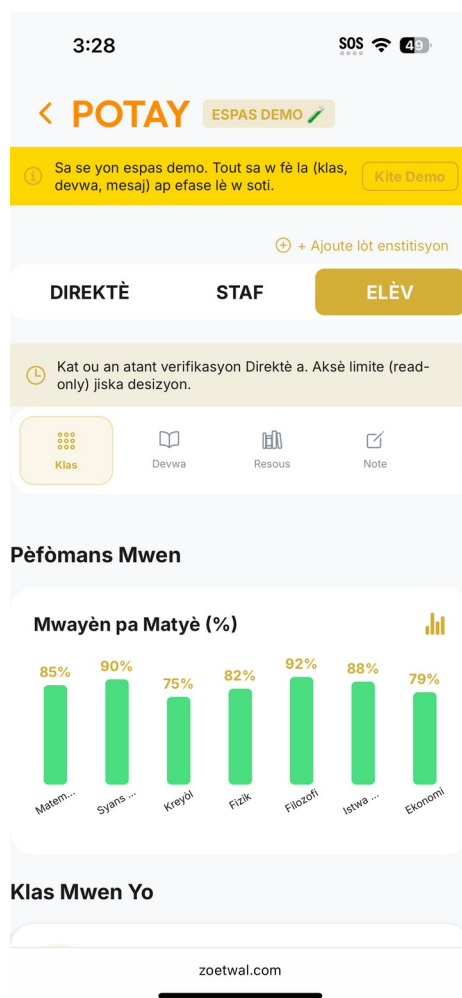 3:28
SOS
49
POTAY
ESPAS DEMO
Sa se yon espas demo. Tout sa w fè la (klas,
devwa, mesaj) ap efase lè w soti.
Kite Demo
+ Ajoute lòt enstitisyon
DIREKTÈ
STAF
ELÈV
Kat ou an atant verifikasyon Direktè a. Aksè limite (read-
only) jiska desizyon.
Klas
Devwa
Resous
Note
Pèfòmans Mwen
Mwayèn pa Matyè (%)
85%
90%
75%
82%
92%
88%
79%
Matem...
Syans ...
Kreyòl
Fizik
Filozofi
Istwa ...
Ekonomi
Klas Mwen Yo
zoetwal.com